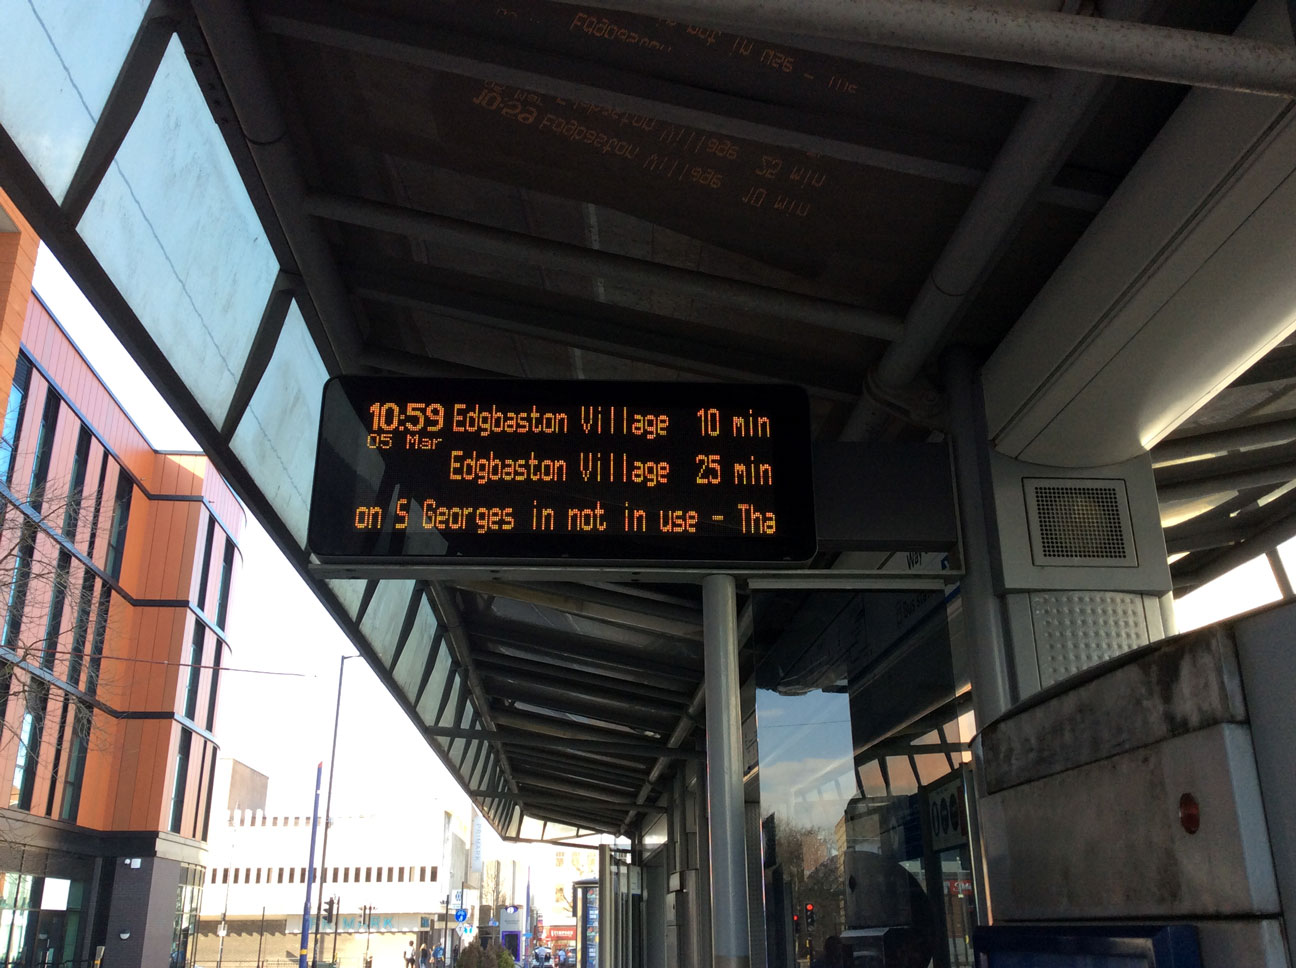 10:59 Edgbaston Village 10 min
05 Mar
Edgbaston Village 25 min
on S Georges in not in use - Tha
Way